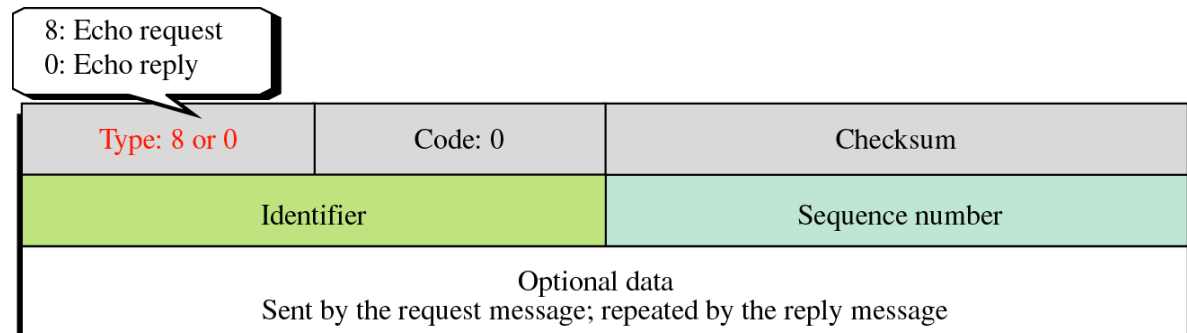 8: Echo request
0: Echo reply
Type: 8 or 0
Code: 0
Checksum
Identifier
Sequence number
Optional data
Sent by the request message; repeated by the reply message